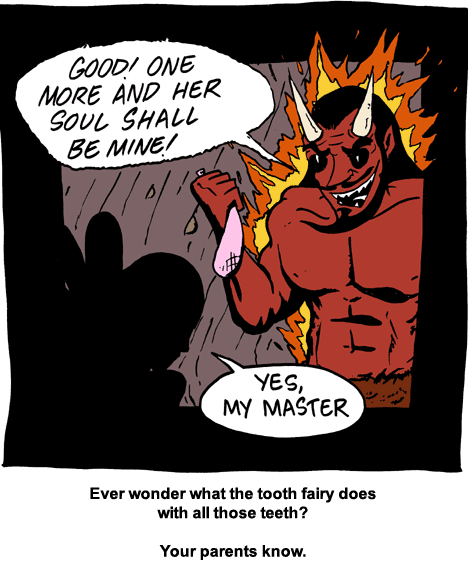 GOOD! ONE
MORE AND HER
SOUL SHALL
BE MINE!
YES,
MY MASTER
Ever wonder what the tooth fairy does
with all those teeth?
Your parents know.